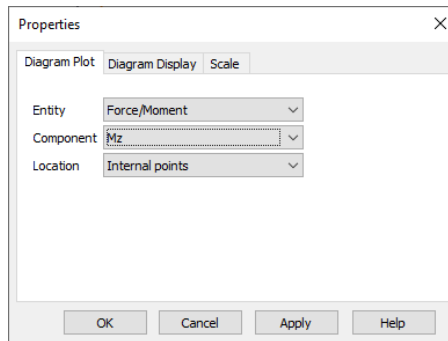 Properties
Diagram Plot Diagram Display Scale
Entity Force/Moment
Component Mz
Location Internal points
OK Cancel Apply Help